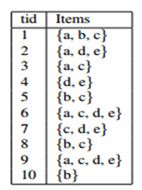 tid Items
1 {a, b, c}
2 {a, d, e}
3 {a, c}
4 {d, e}
5 {b, c}
6 {a, c, d, e}
7 {c, d, e}
8 {b, c}
9 {a, c, d, e}
10 {b}